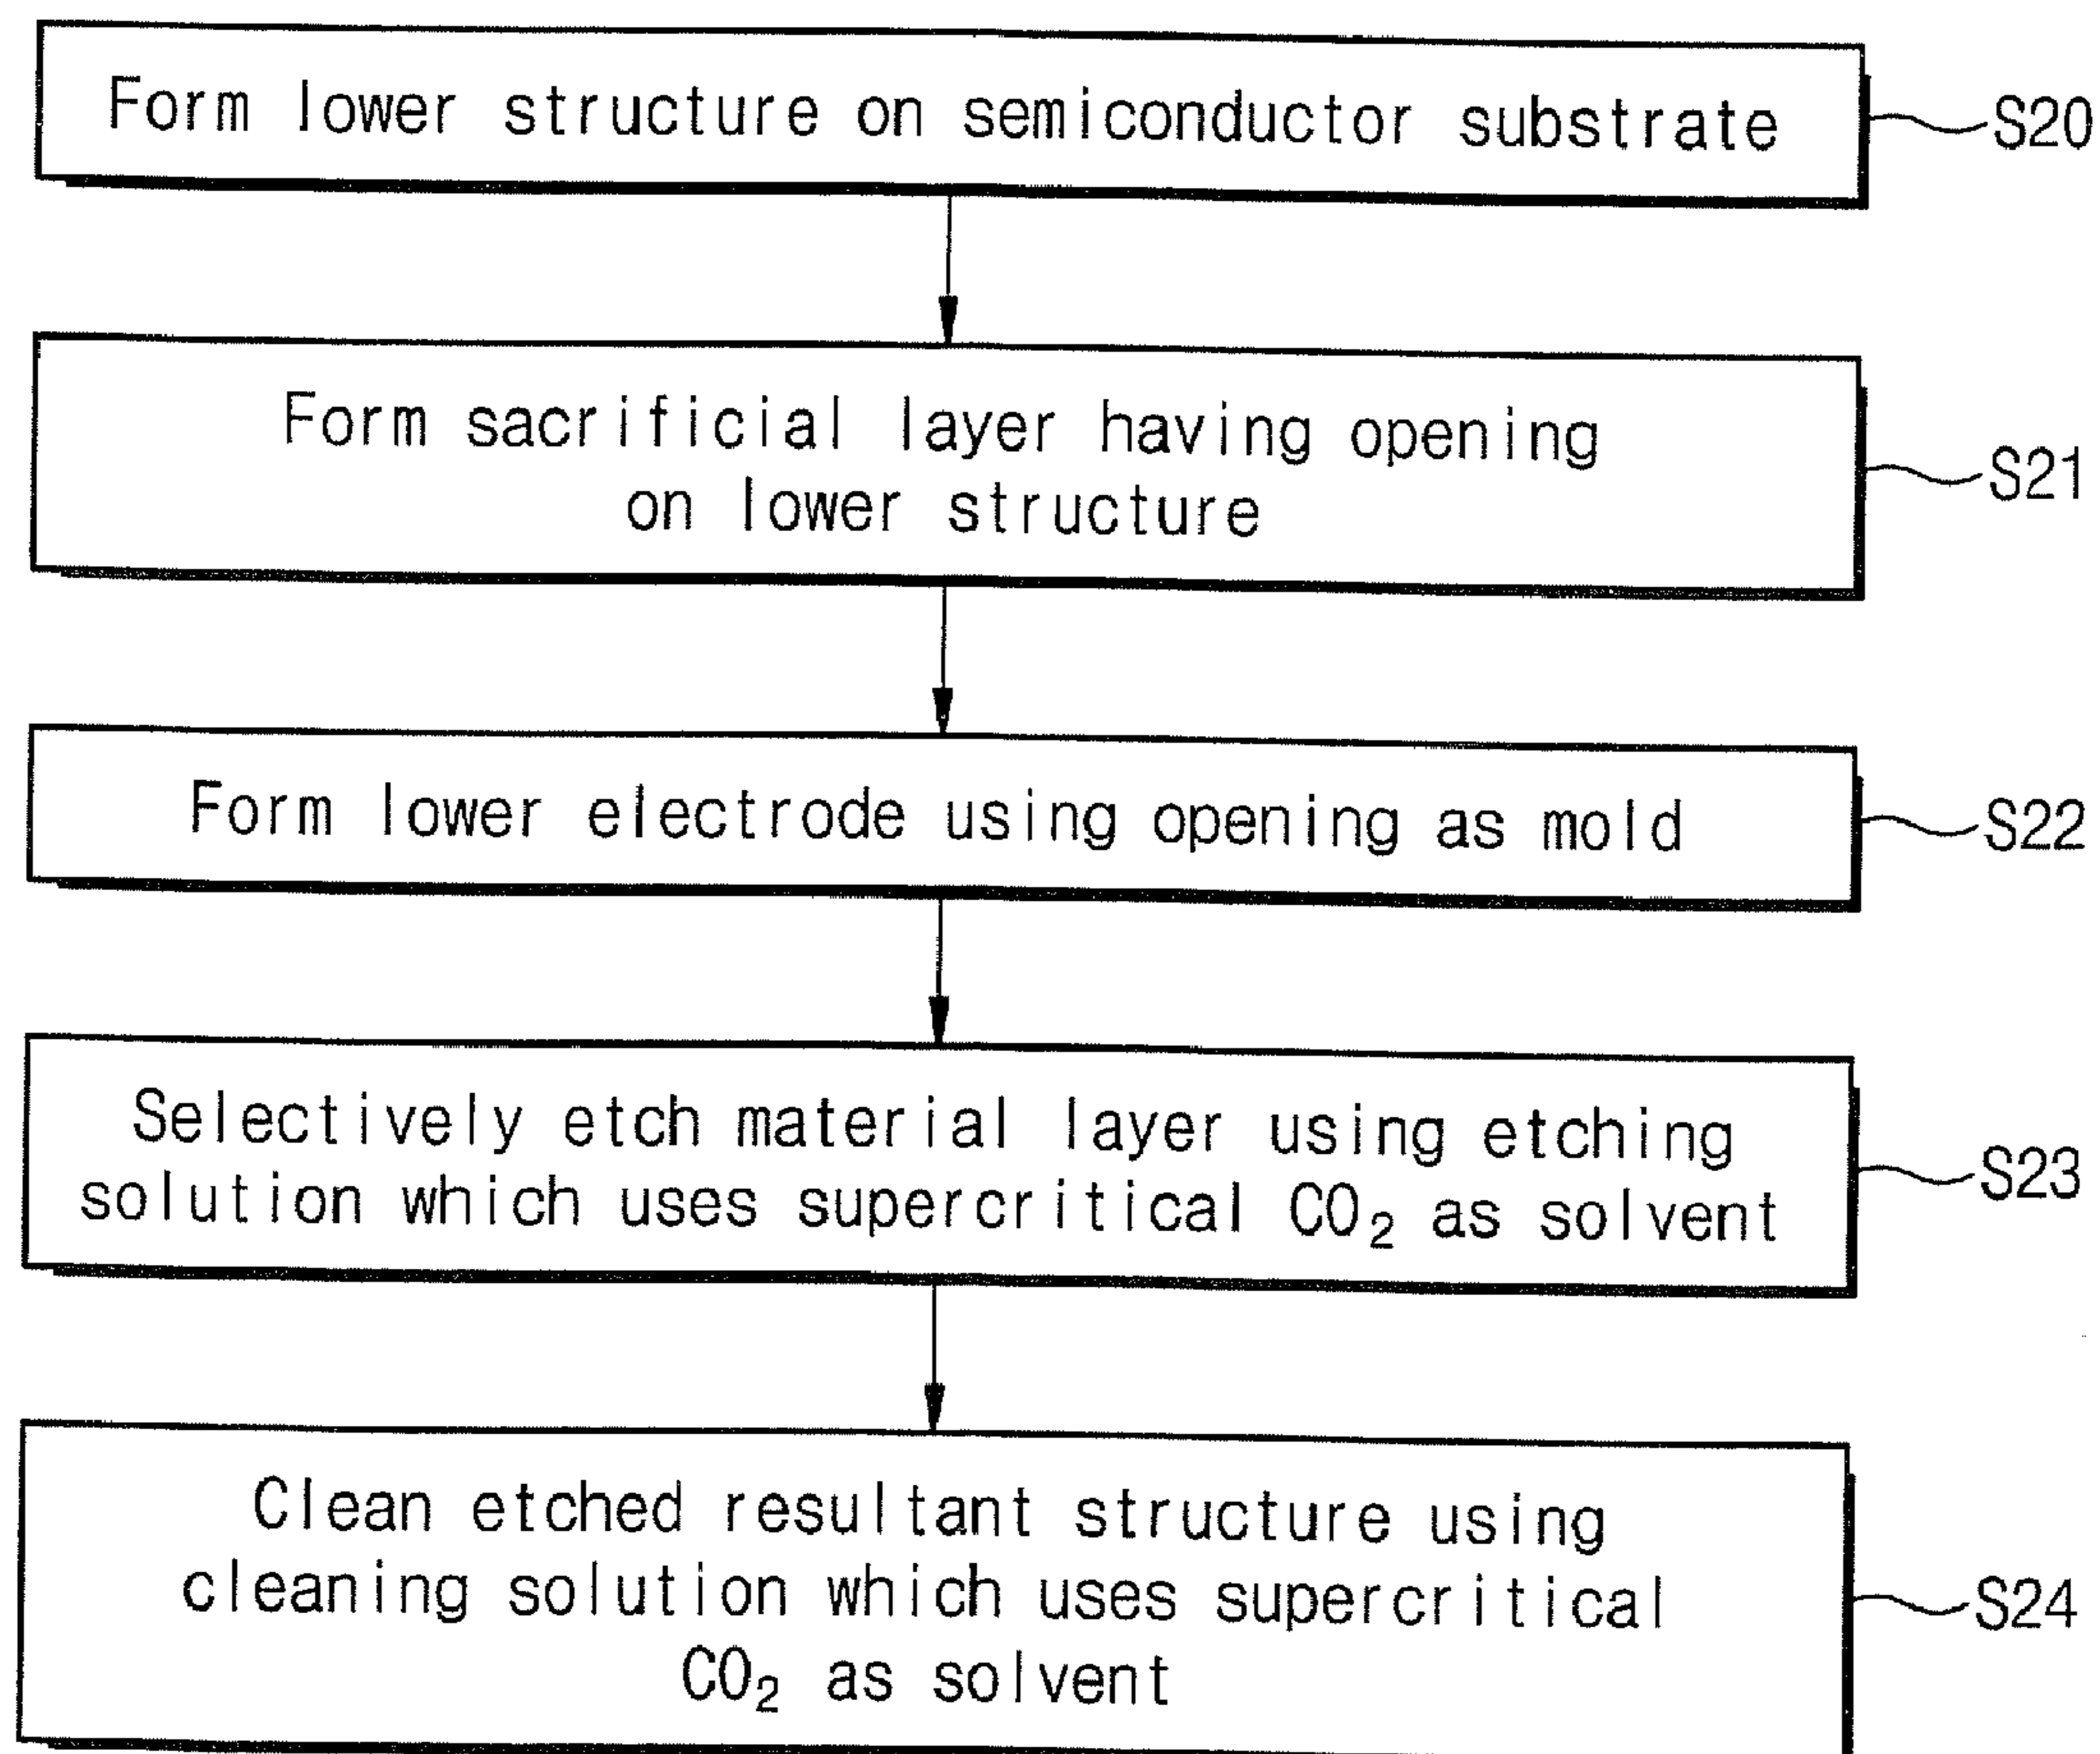 Form lower structure on semiconductor substrate
S20
Form sacrificial layer having opening
on lower structure
S21
Form lower electrode using opening as mold
S22
Selectively etch material layer using etching
solution which uses supercritical CO₂ as solvent
S23
Clean etched resultant structure using
cleaning solution which uses supercritical
CO₂ as solvent
S24